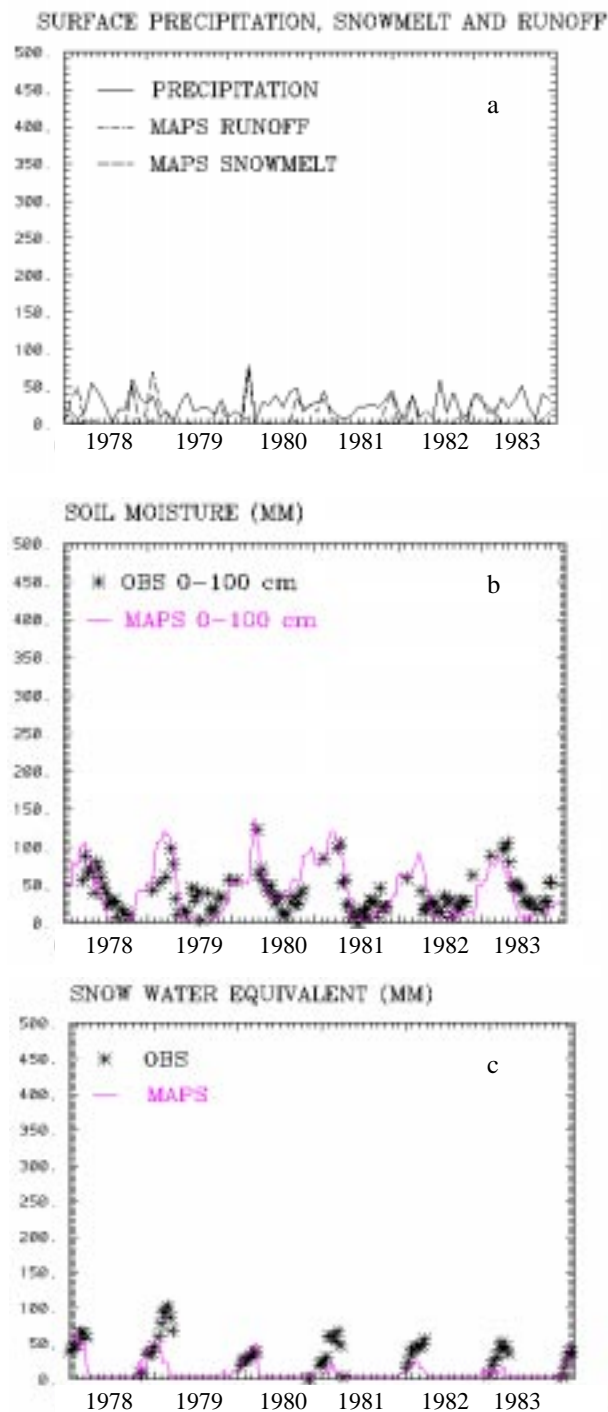 SURFACE PRECIPITATION, SNOWMELT AND RUNOFF
500.
450.
400.
350.
300.
250.
200.
150.
100.
50.
0.
PRECIPITATION
MAPS RUNOFF
MAPS SNOWMELT
a
1978 1979 1980 1981 1982 1983
SOIL MOISTURE (MM)
500.
450.
400.
350.
300.
250.
200.
150.
100.
50.
0.
OBS 0-100 cm
MAPS 0-100 cm
b
1978 1979 1980 1981 1982 1983
SNOW WATER EQUIVALENT (MM)
500.
450.
400.
350.
300.
250.
200.
150.
100.
50.
0.
OBS
MAPS
c
1978 1979 1980 1981 1982 1983